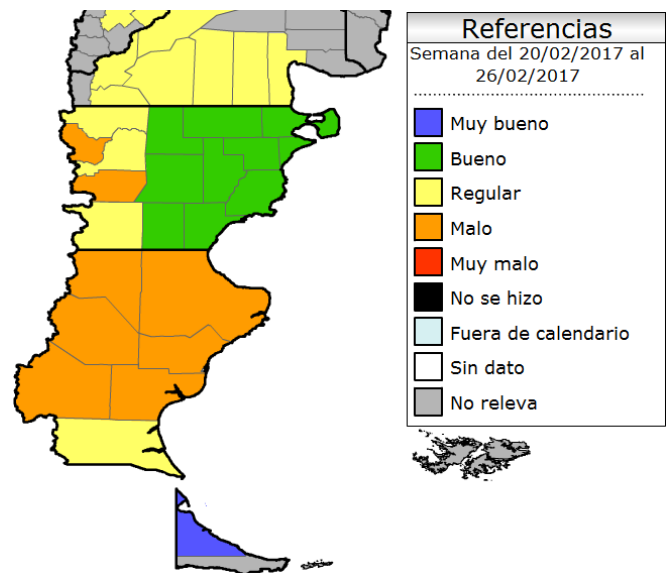 Referencias
Semana del 20/02/2017 al
26/02/2017
Muy bueno
Bueno
Regular
Malo
Muy malo
No se hizo
Fuera de calendario
Sin dato
No releva